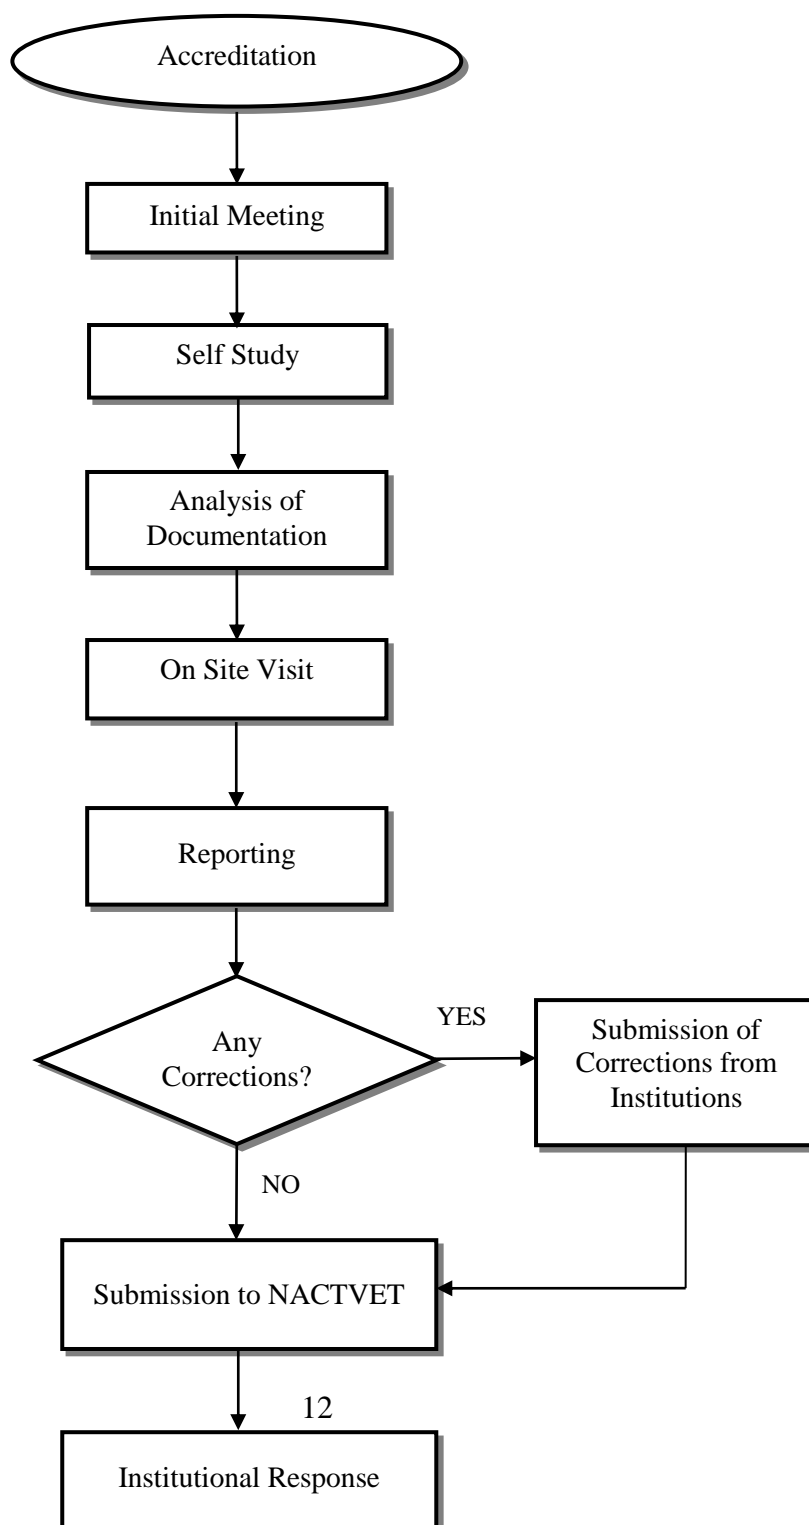 Accreditation
Initial Meeting
Self Study
Analysis of
Documentation
On Site Visit
Reporting
Any
Corrections?
YES
Submission of
Corrections from
Institutions
NO
Submission to NACTVET
12
Institutional Response